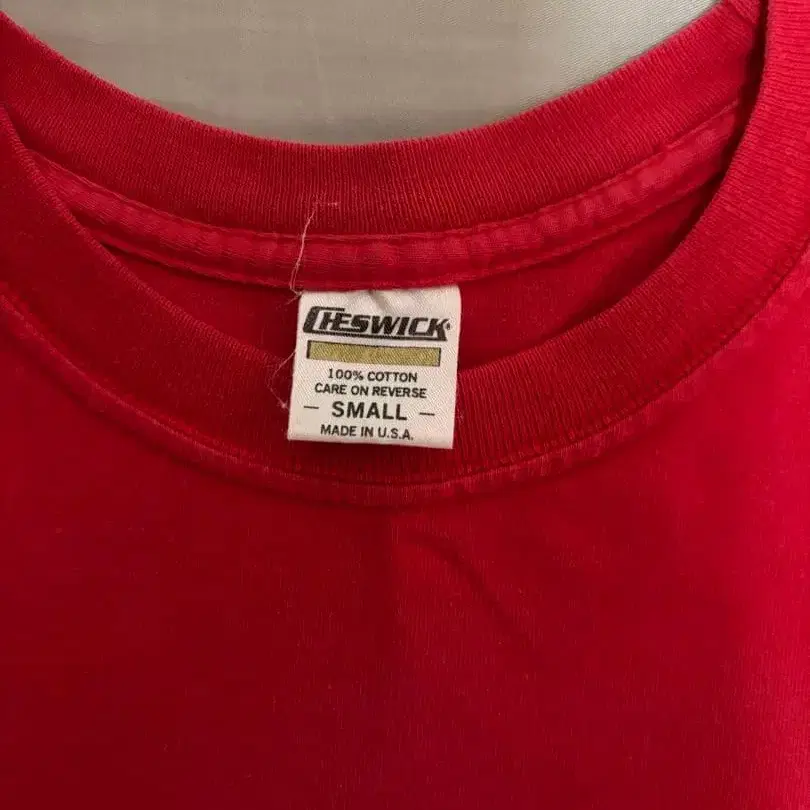 CHESWICK®
100% COTTON
CARE ON REVERSE
— SMALL —
MADE IN U.S.A.